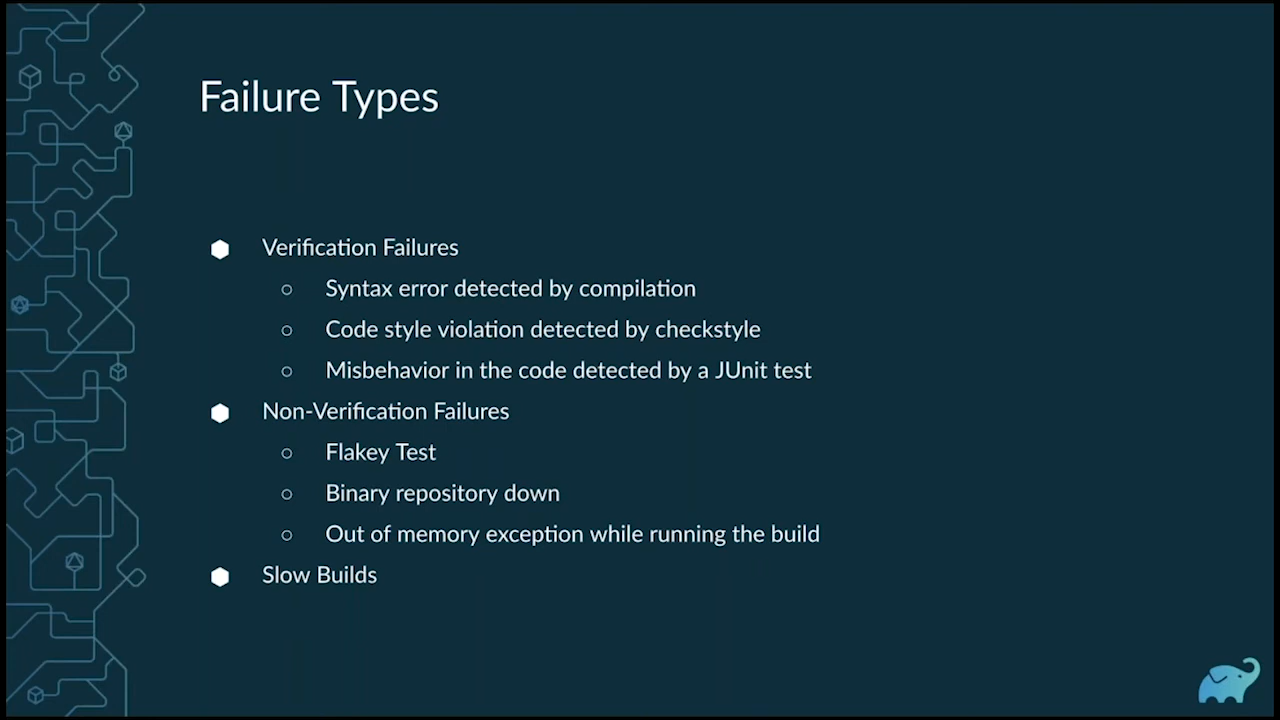 Failure Types
Verification Failures
Syntax error detected by compilation
Code style violation detected by checkstyle
Misbehavior in the code detected by a JUnit test
Non-Verification Failures
Flakey Test
Binary repository down
Out of memory exception while running the build
Slow Builds